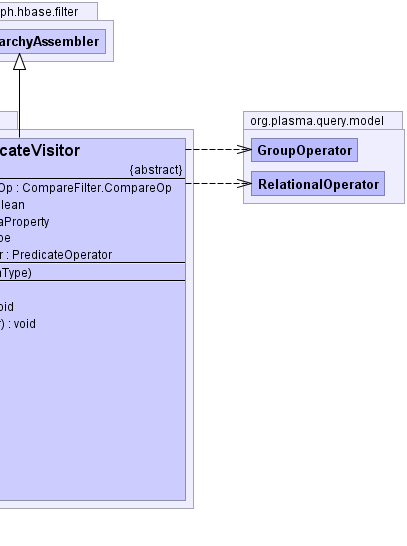 ph.hbase.filter
archyAssembler
org.plasma.query.model
cateVisitor
GroupOperator
{abstract}
RelationalOperator
Op : CompareFilter.CompareOp
lean
aProperty
pe
r : PredicateOperator
nType)
oid
r) : void